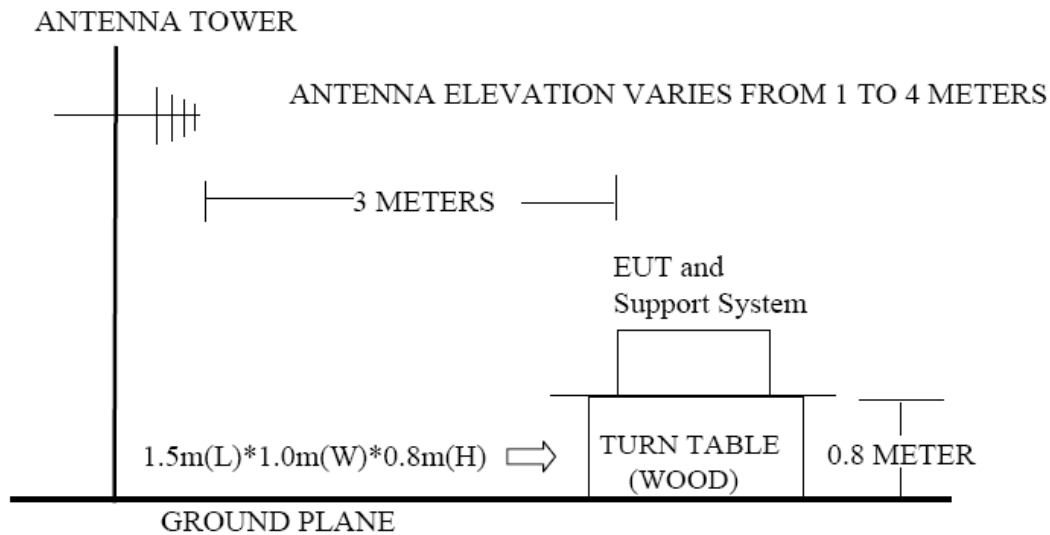 ANTENNA TOWER
ANTENNA ELEVATION VARIES FROM 1 TO 4 METERS
3 METERS
EUT and
Support System
1.5m(L)*1.0m(W)*0.8m(H)
TURN TABLE
(WOOD)
0.8 METER
GROUND PLANE